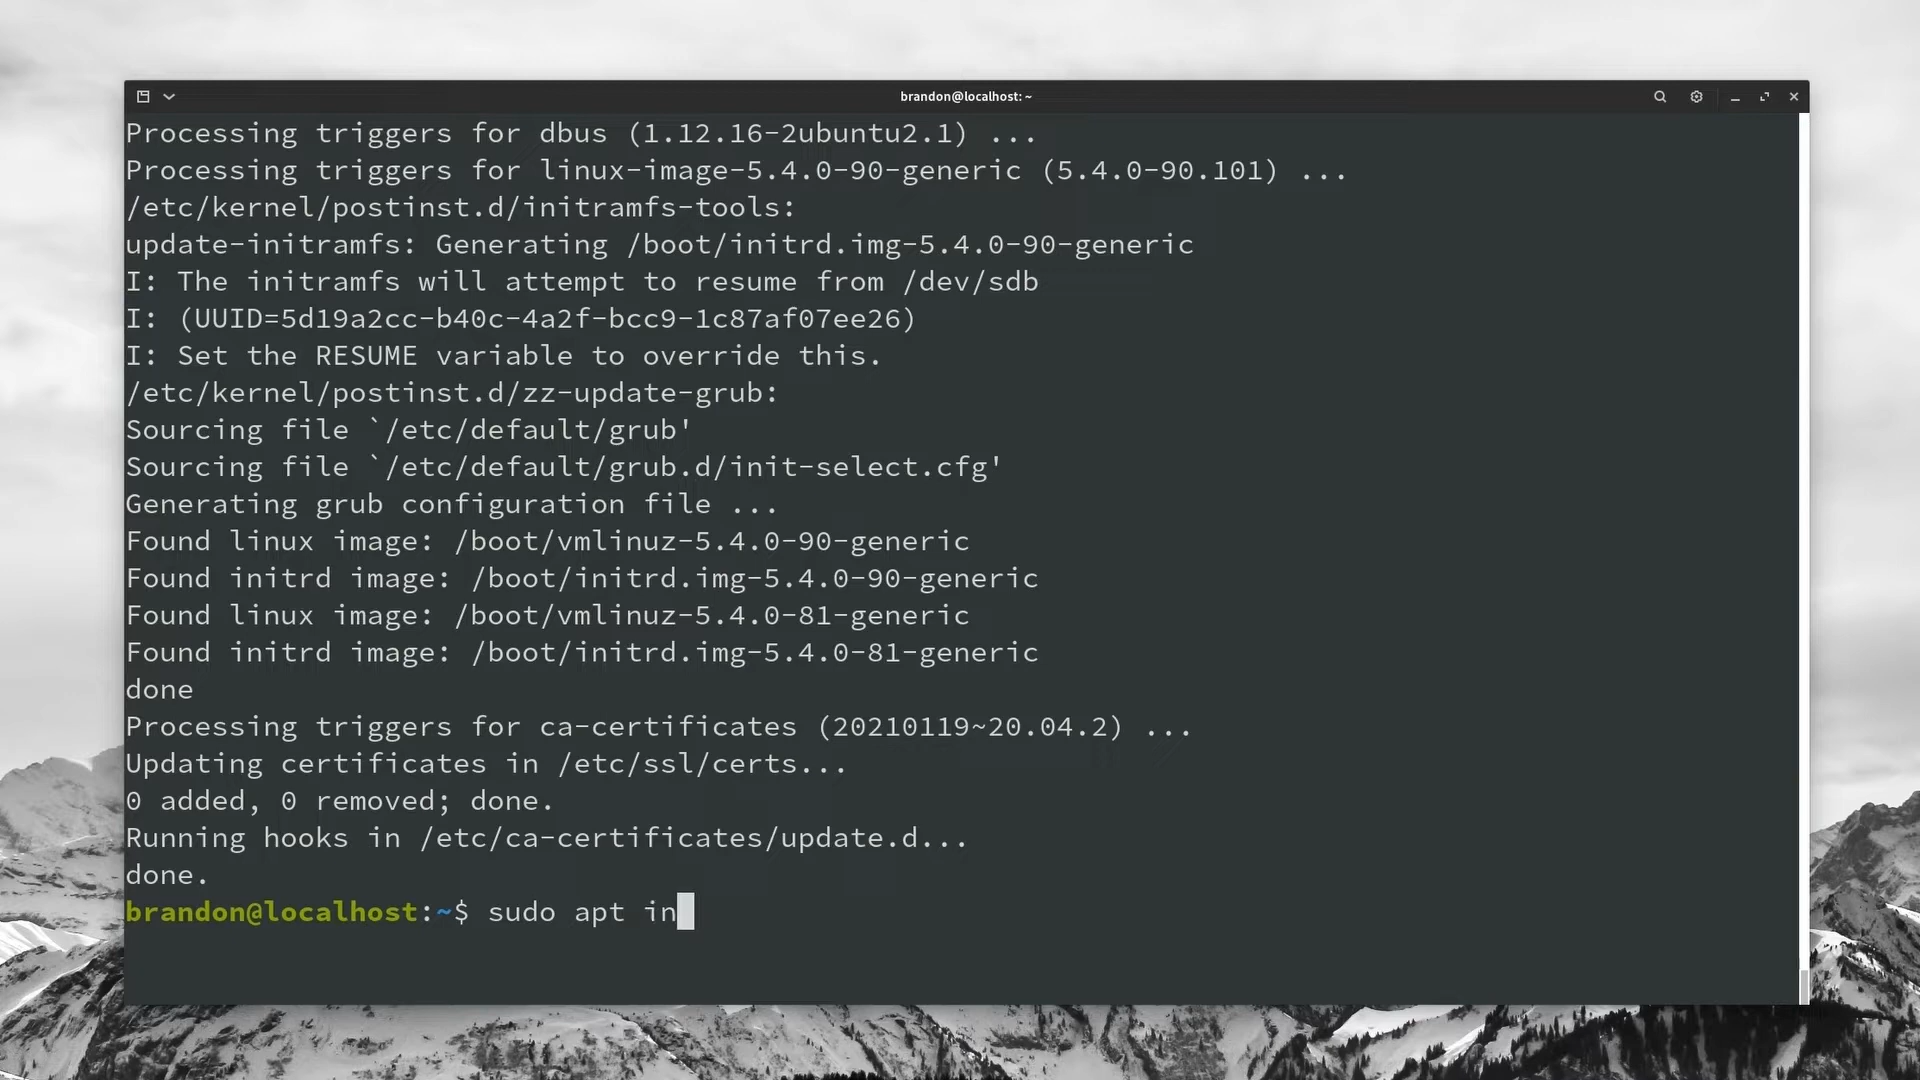 brandon@localhost: ~
Processing triggers for dbus (1.12.16-2ubuntu2.1) ...
Processing triggers for linux-image-5.4.0-90-generic (5.4.0-90.101) ...
/etc/kernel/postinst.d/initramfs-tools:
update-initramfs: Generating /boot/initrd.img-5.4.0-90-generic
I: The initramfs will attempt to resume from /dev/sdb
I: (UUID=5d19a2cc-b40c-4a2f-bcc9-1c87af07ee26)
I: Set the RESUME variable to override this.
/etc/kernel/postinst.d/zz-update-grub:
Sourcing file `/etc/default/grub'
Sourcing file `/etc/default/grub.d/init-select.cfg'
Generating grub configuration file ...
Found linux image: /boot/vmlinuz-5.4.0-90-generic
Found initrd image: /boot/initrd.img-5.4.0-90-generic
Found linux image: /boot/vmlinuz-5.4.0-81-generic
Found initrd image: /boot/initrd.img-5.4.0-81-generic
done
Processing triggers for ca-certificates (20210119~20.04.2) ...
Updating certificates in /etc/ssl/certs...
0 added, 0 removed; done.
Running hooks in /etc/ca-certificates/update.d...
done.
brandon@localhost:~$ sudo apt in